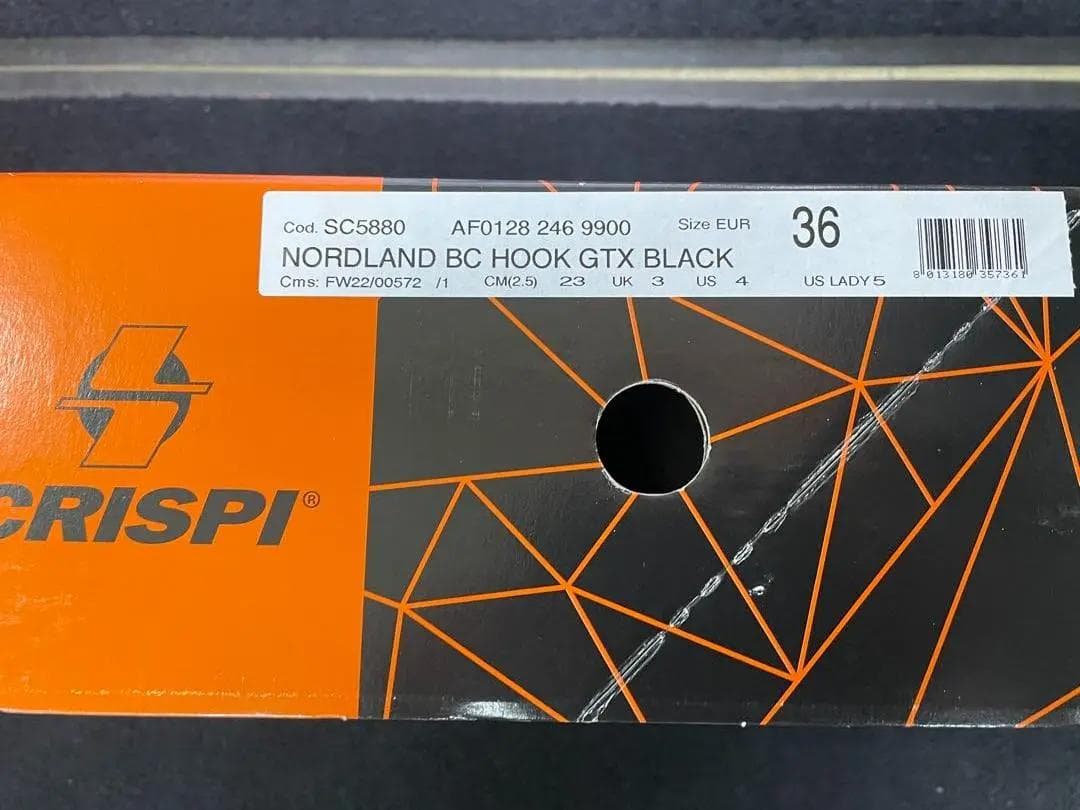 Cod. SC5880 AF0128 246 9900 Size EUR 36
NORDLAND BC HOOK GTX BLACK
Cms: FW22/00572 /1 CM(2.5) 23 UK 3 US 4 US LADY 5
8 013180 357361
CRISPI®